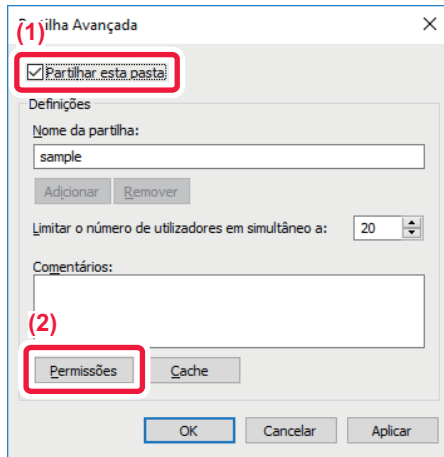 Partilha Avançada
(1)
Partilhar esta pasta
Definições
Nome da partilha:
sample
Adicionar Remover
Limitar o número de utilizadores em simultâneo a: 20
Comentários:
(2)
Permissões Cache
OK Cancelar Aplicar